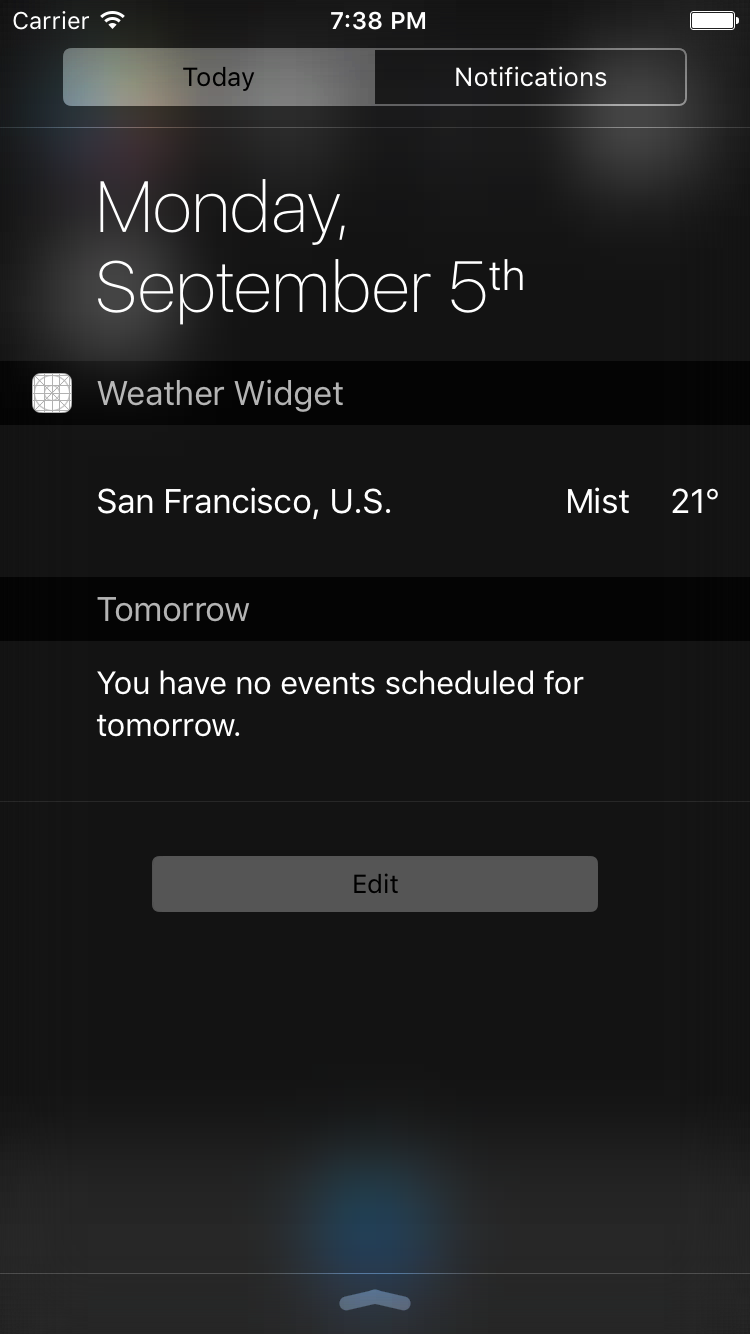 Carrier 7:38 PM
Today Notifications
Monday,
September 5th
Weather Widget
San Francisco, U.S. Mist 21°
Tomorrow
You have no events scheduled for
tomorrow.
Edit